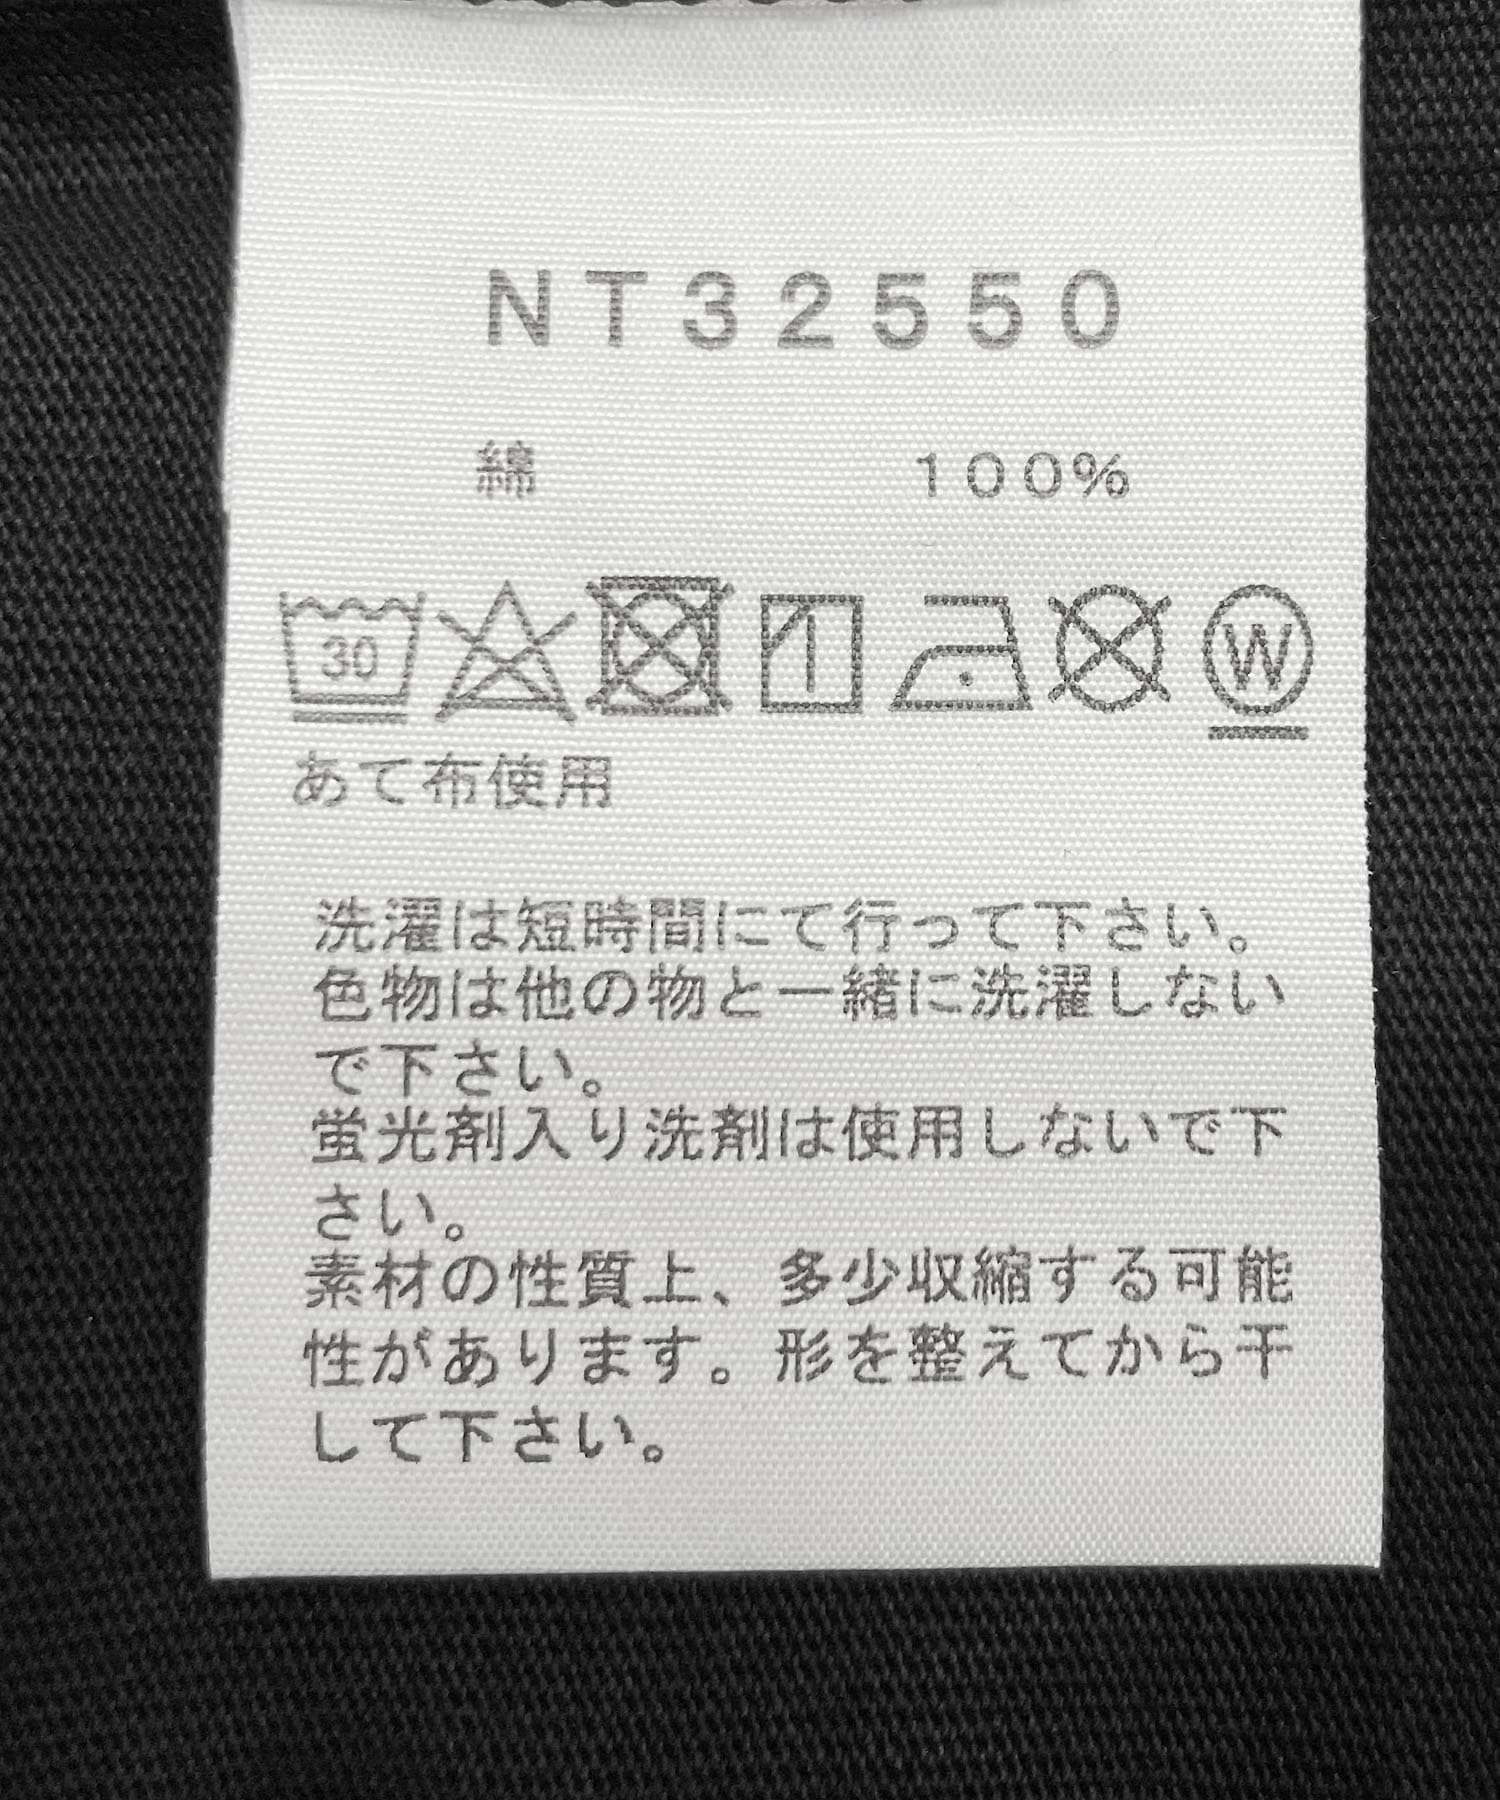 NT32550
綿 100%
30 W
あて布使用
洗濯は短時間にて行って下さい。
色物は他の物と一緒に洗濯しない
で下さい。
蛍光剤入り洗剤は使用しないで下
さい。
素材の性質上、多少収縮する可能
性があります。形を整えてから干
して下さい。